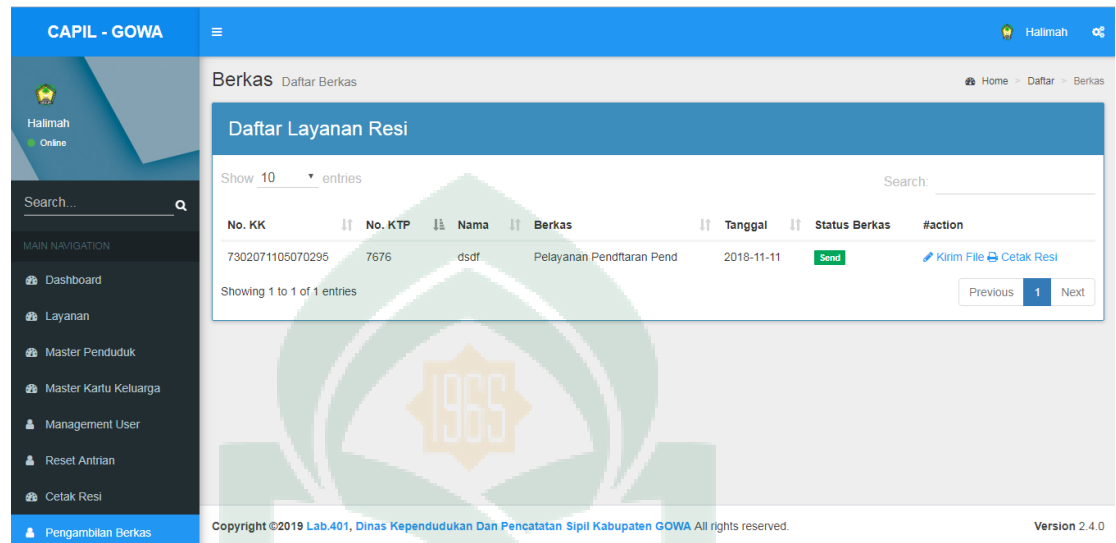 CAPIL - GOWA
Halimah
Berkas Daftar Berkas
Home > Daftar > Berkas
Halimah
Online
Search...
MAIN NAVIGATION
Dashboard
Layanan
Master Penduduk
Master Kartu Keluarga
Management User
Reset Antrian
Cetak Resi
Pengambilan Berkas
Daftar Layanan Resi
Show 10 entries
Search:
No. KK No. KTP Nama Berkas Tanggal Status Berkas #action
7302071105070295 7676 dsdf Pelayanan Pendftaran Pend 2018-11-11 Send Kirim File Cetak Resi
Showing 1 to 1 of 1 entries
Previous 1 Next
1965
Copyright ©2019 Lab.401, Dinas Kependudukan Dan Pencatatan Sipil Kabupaten GOWA All rights reserved.
Version 2.4.0